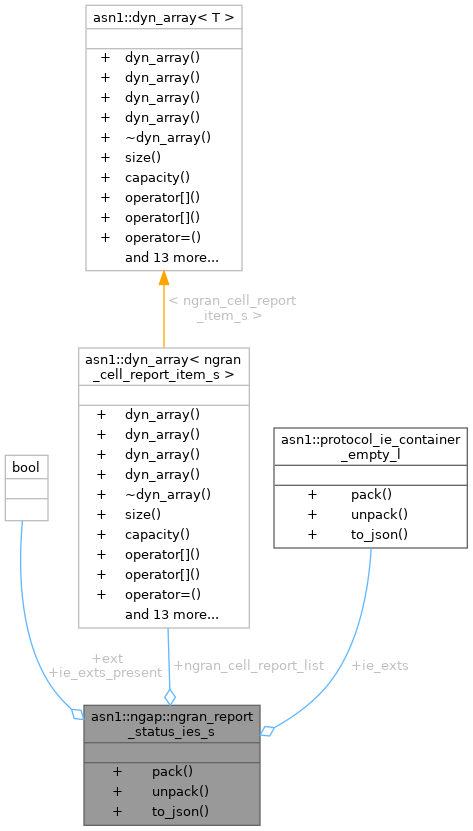 asn1::dyn_array< T >
+ dyn_array()
+ dyn_array()
+ dyn_array()
+ dyn_array()
+ ~dyn_array()
+ size()
+ capacity()
+ operator[]()
+ operator[]()
+ operator=()
and 13 more...
< ngran_cell_report
_item_s >
asn1::dyn_array< ngran
_cell_report_item_s >
+ dyn_array()
+ dyn_array()
+ dyn_array()
+ dyn_array()
+ ~dyn_array()
+ size()
+ capacity()
+ operator[]()
+ operator[]()
+ operator=()
and 13 more...
bool
asn1::protocol_ie_container
_empty_l
+ pack()
+ unpack()
+ to_json()
+ext
+ie_exts_present
+ngran_cell_report_list
+ie_exts
asn1::ngap::ngran_report
_status_ies_s
+ pack()
+ unpack()
+ to_json()